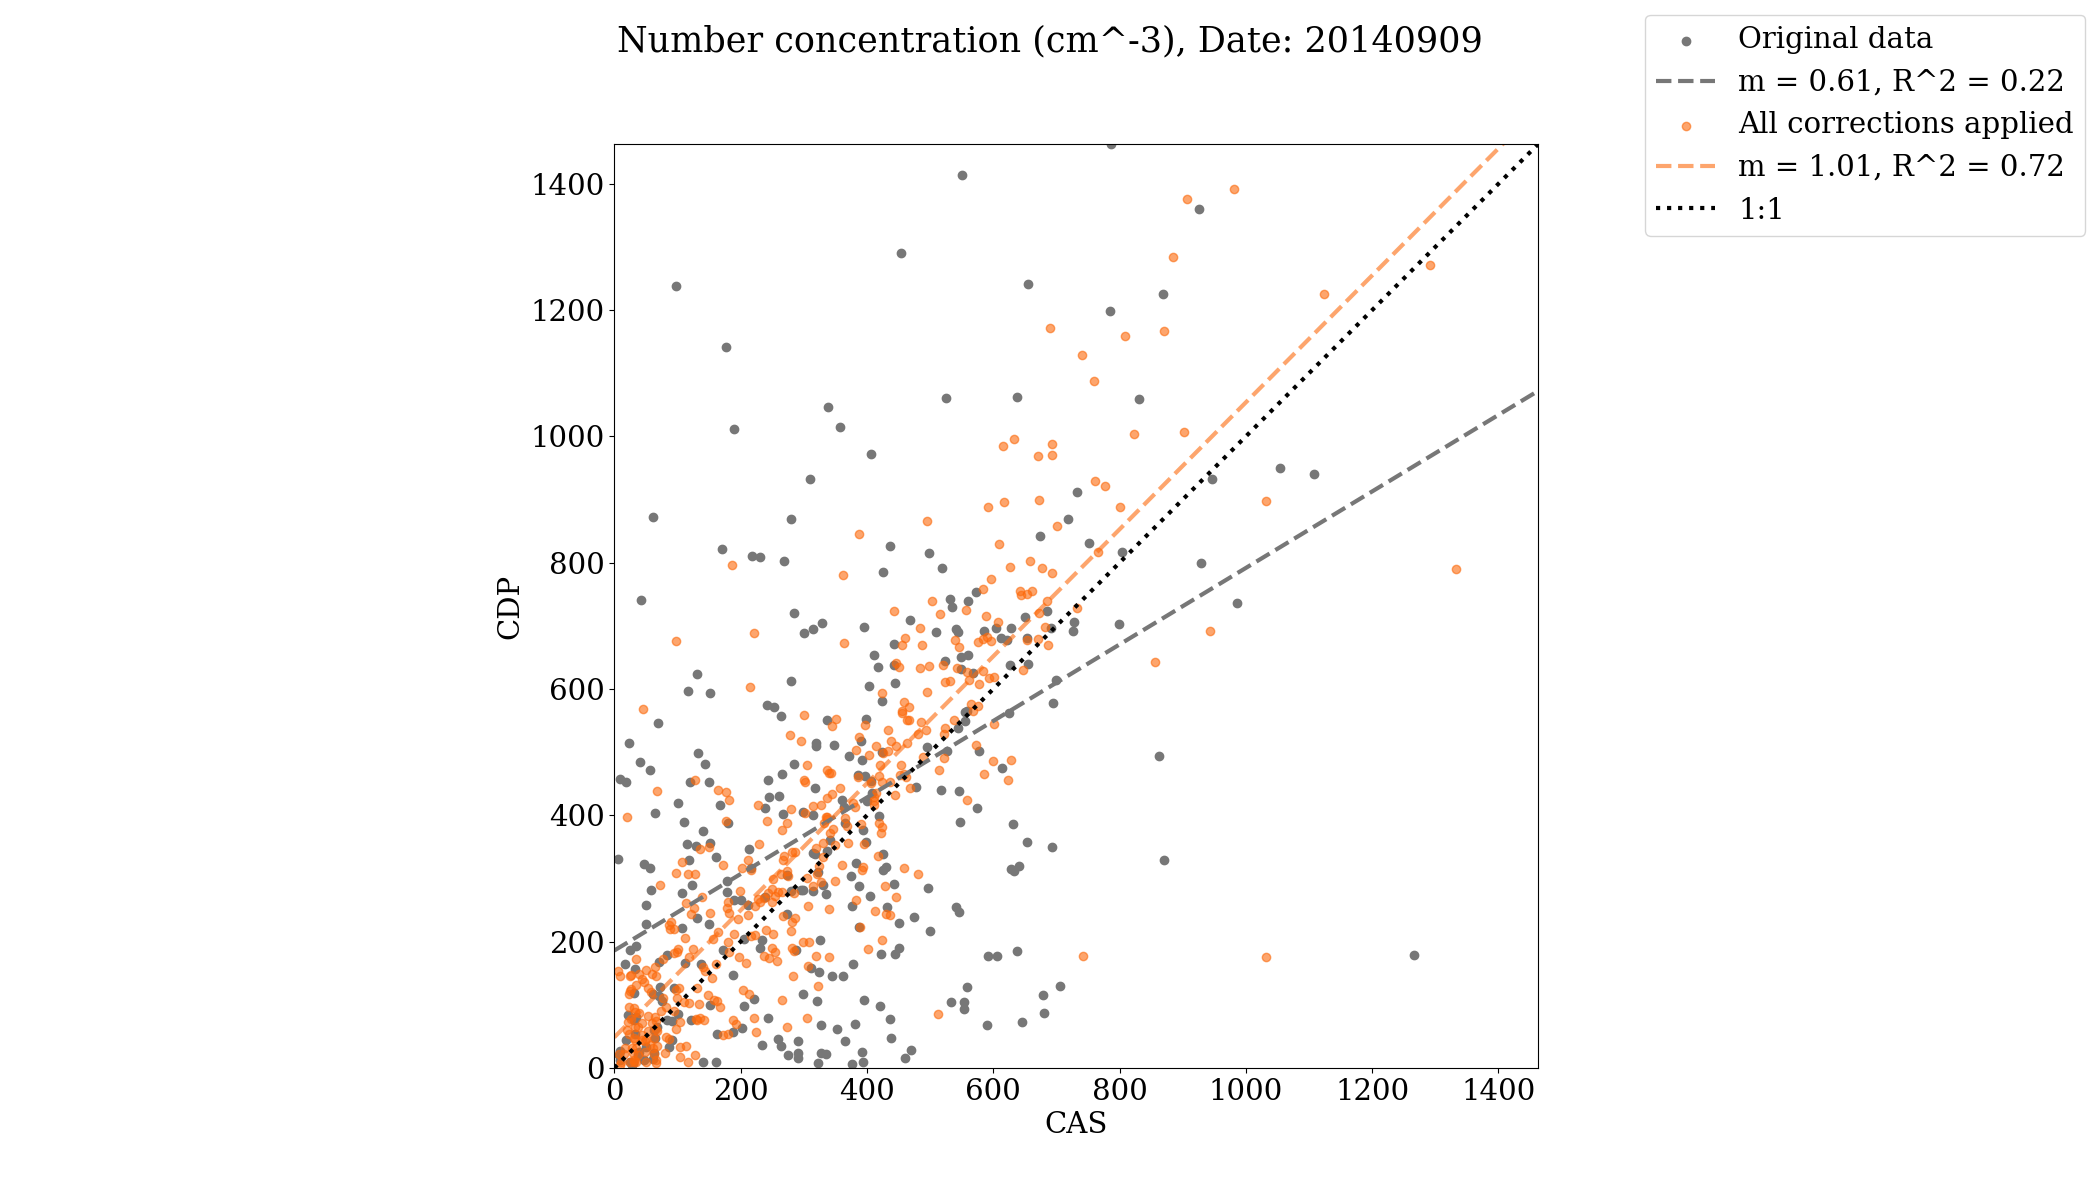 Number concentration (cm^-3), Date: 20140909
Original data
m = 0.61, R^2 = 0.22
All corrections applied
m = 1.01, R^2 = 0.72
1:1
1400
1200
1000
800
600
400
200
0
CDP
0 200 400 600 800 1000 1200 1400
CAS